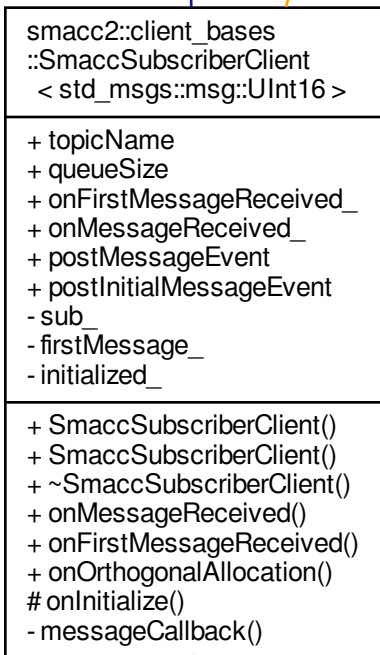 smacc2::client_bases
::SmaccSubscriberClient
< std_msgs::msg::UInt16 >
+ topicName
+ queueSize
+ onFirstMessageReceived_
+ onMessageReceived_
+ postMessageEvent
+ postInitialMessageEvent
- sub_
- firstMessage_
- initialized_
+ SmaccSubscriberClient()
+ SmaccSubscriberClient()
+ ~SmaccSubscriberClient()
+ onMessageReceived()
+ onFirstMessageReceived()
+ onOrthogonalAllocation()
# onInitialize()
- messageCallback()